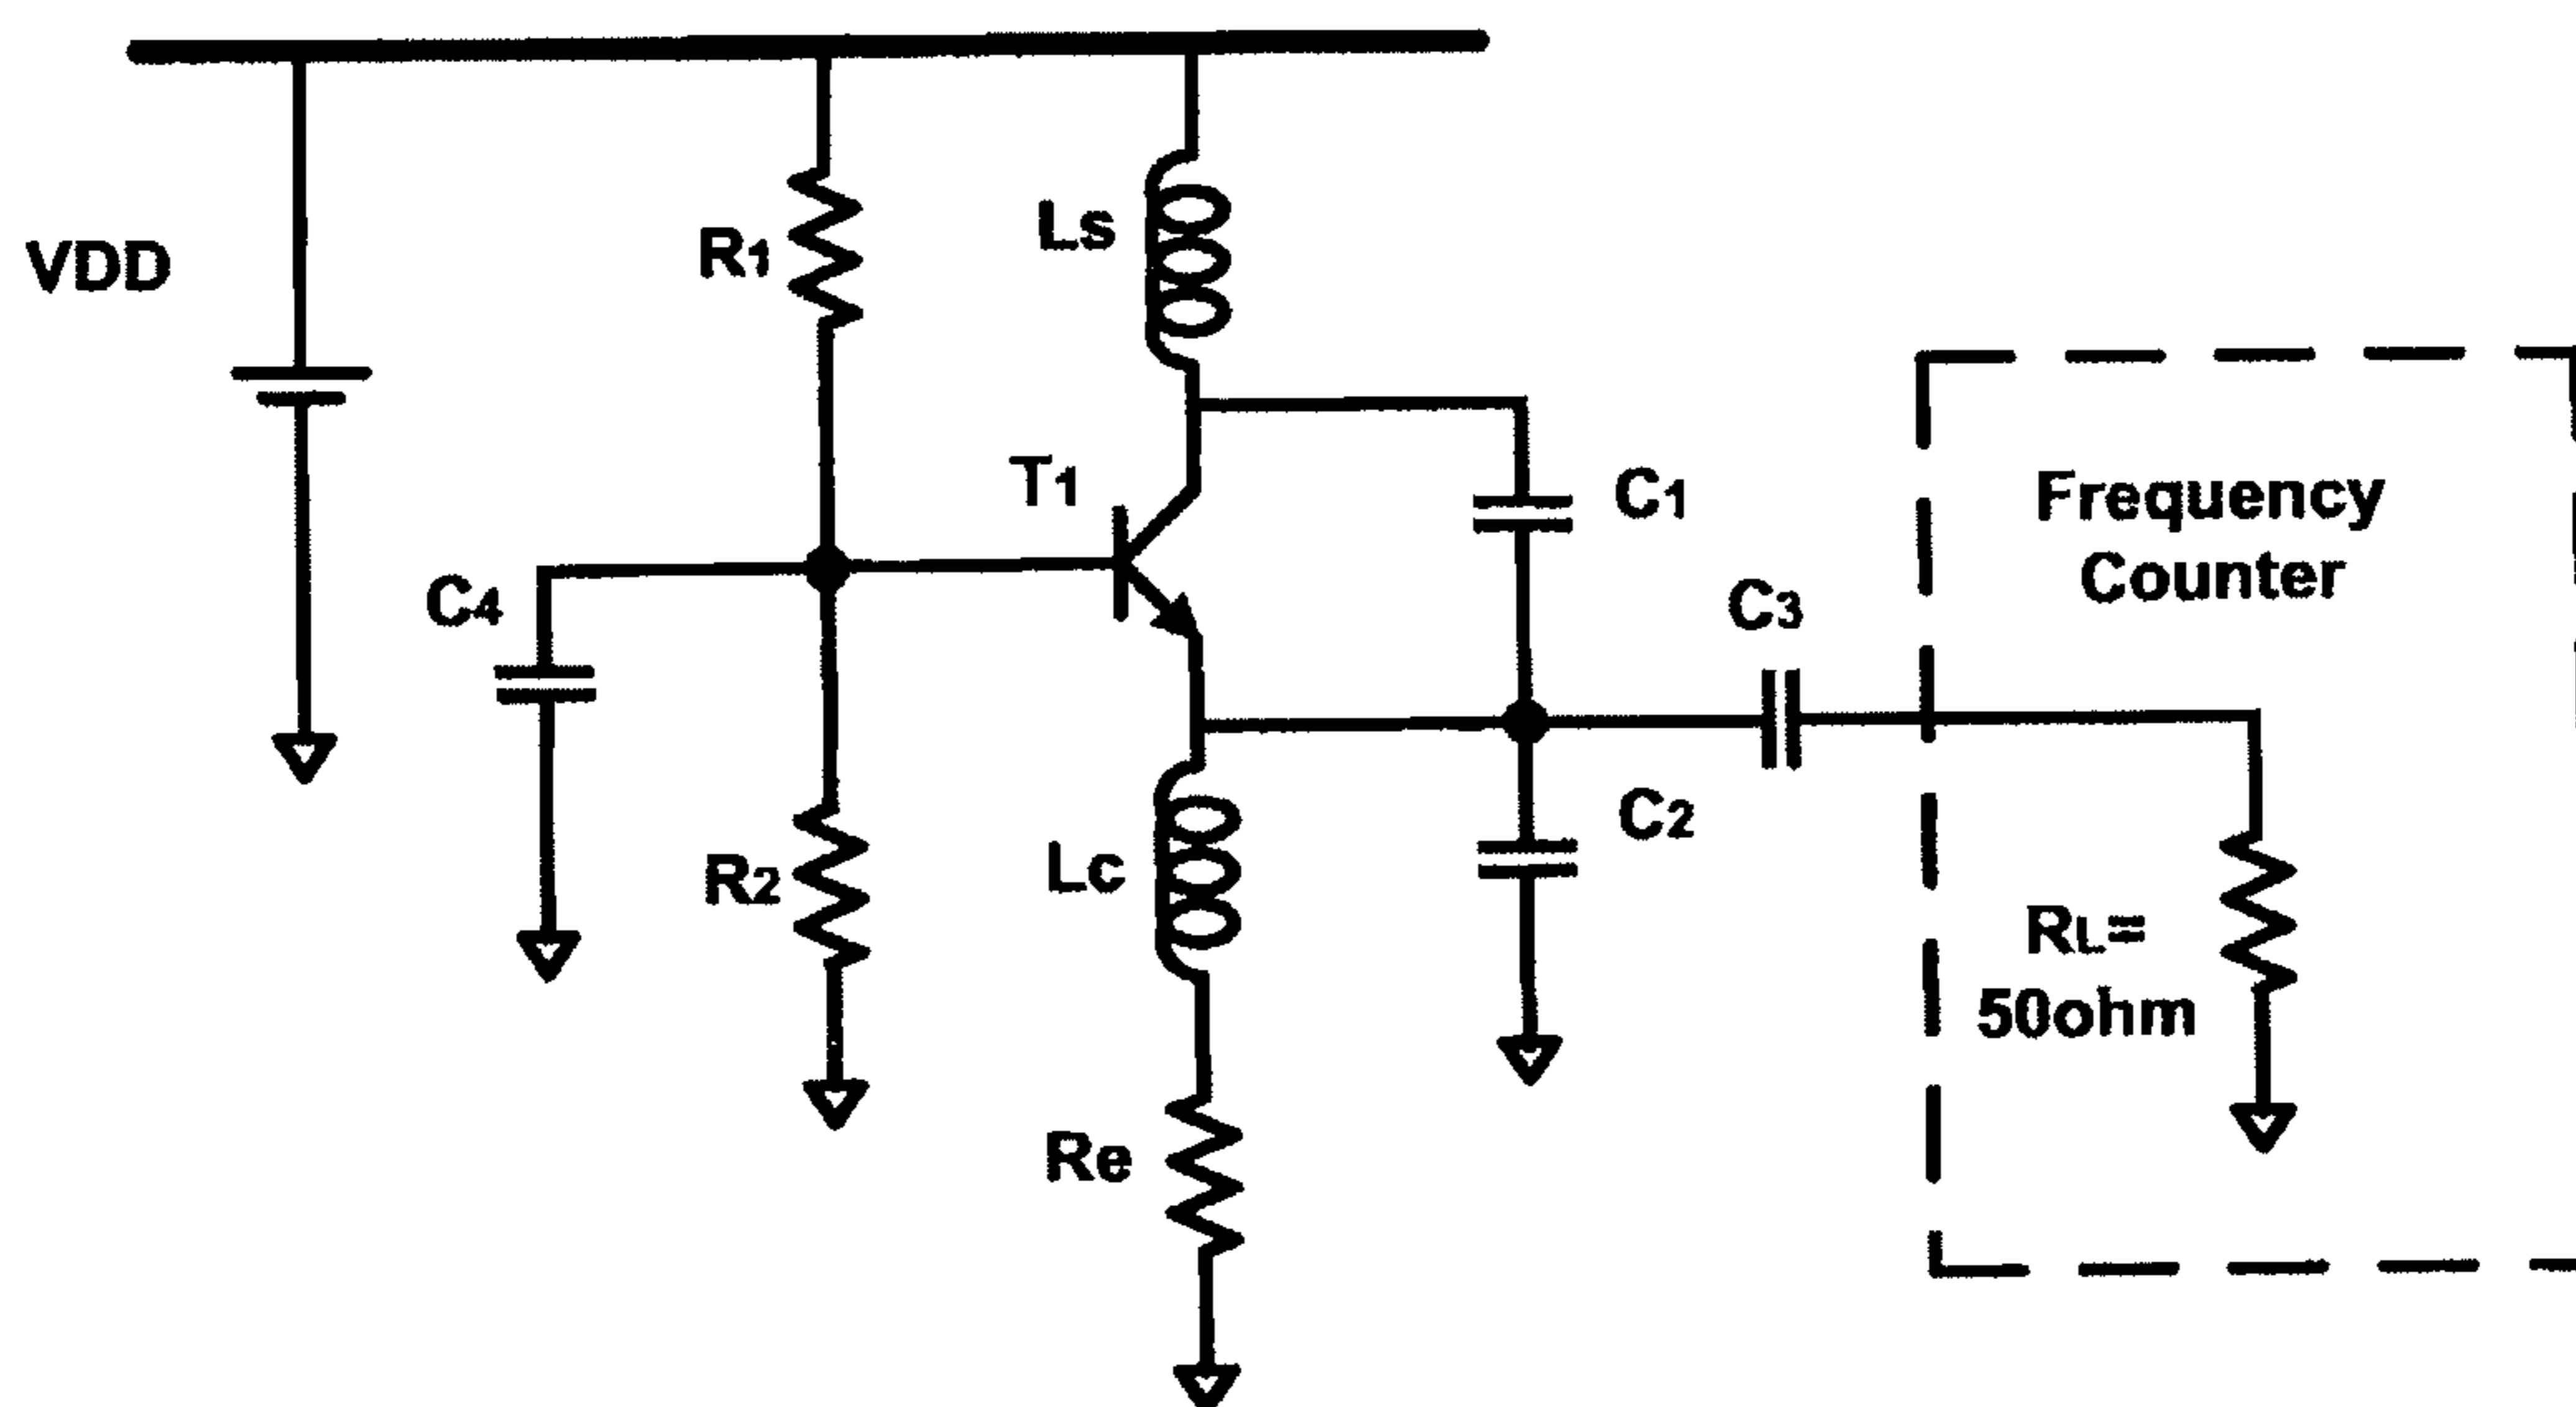 VDD
R1
Ls
T1
C1
Frequency
Counter
C4
C3
R2
Lc
C2
RL=
50ohm
Re